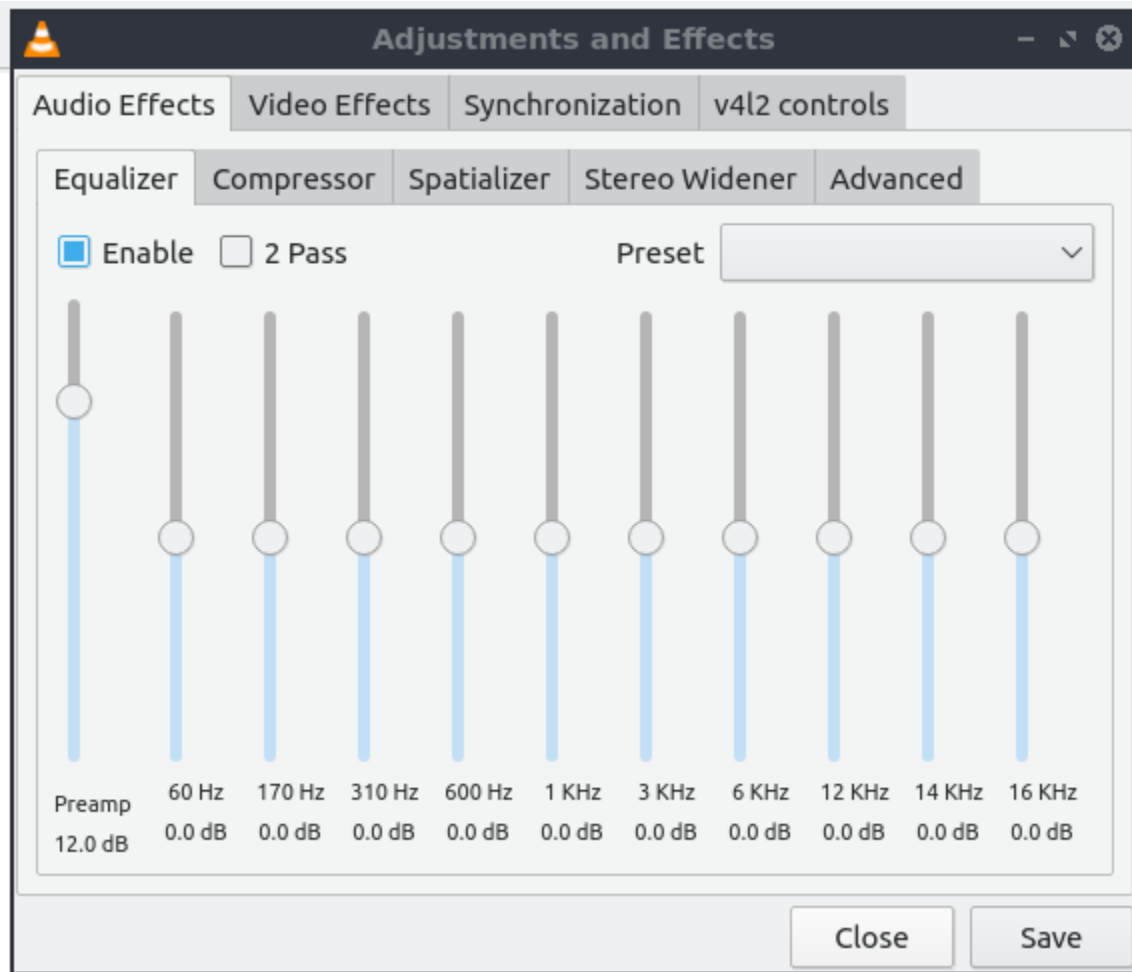 Adjustments and Effects
Audio Effects Video Effects Synchronization v4l2 controls
Equalizer Compressor Spatializer Stereo Widener Advanced
Enable 2 Pass Preset
60 Hz 170 Hz 310 Hz 600 Hz 1 KHz 3 KHz 6 KHz 12 KHz 14 KHz 16 KHz
Preamp
0.0 dB 0.0 dB 0.0 dB 0.0 dB 0.0 dB 0.0 dB 0.0 dB 0.0 dB 0.0 dB 0.0 dB
12.0 dB
Close Save